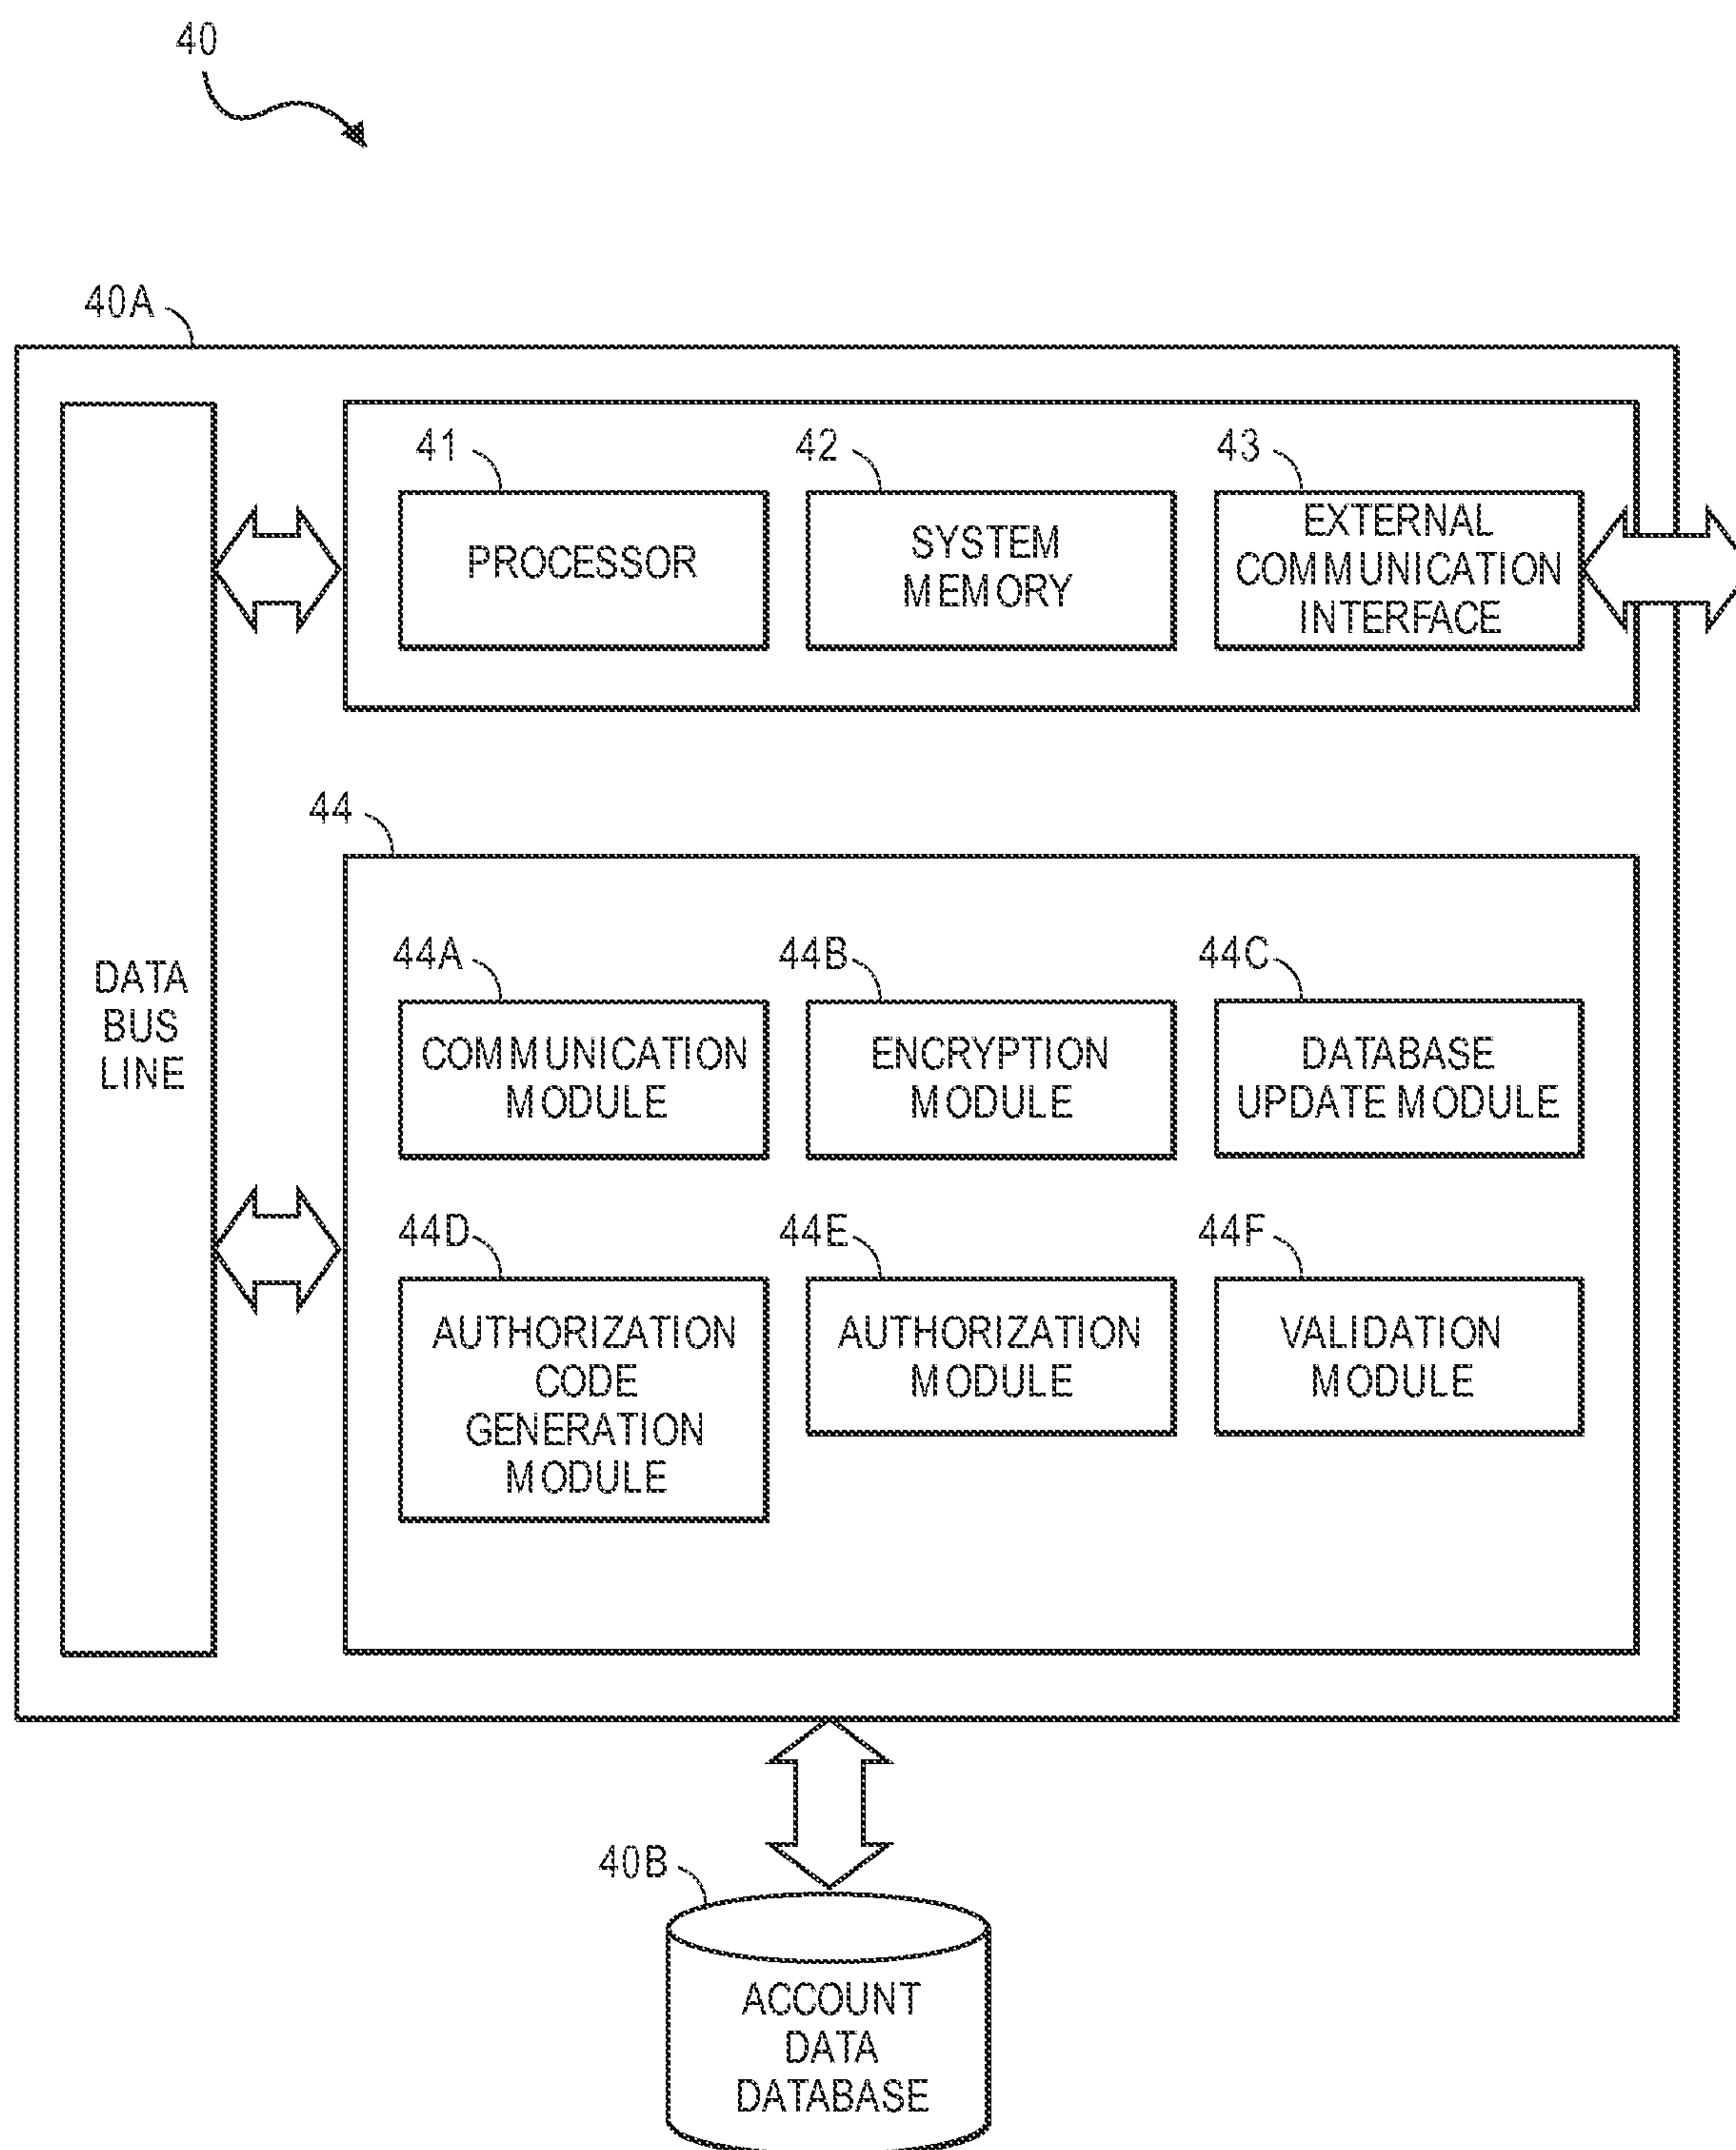 40
40A
41
42
43
PROCESSOR
SYSTEM
MEMORY
EXTERNAL
COMMUNICATION
INTERFACE
DATA
BUS
LINE
44
44A
44B
44C
COMMUNICATION
MODULE
ENCRYPTION
MODULE
DATABASE
UPDATE MODULE
44D
44E
44F
AUTHORIZATION
CODE
GENERATION
MODULE
AUTHORIZATION
MODULE
VALIDATION
MODULE
40B
ACCOUNT
DATA
DATABASE